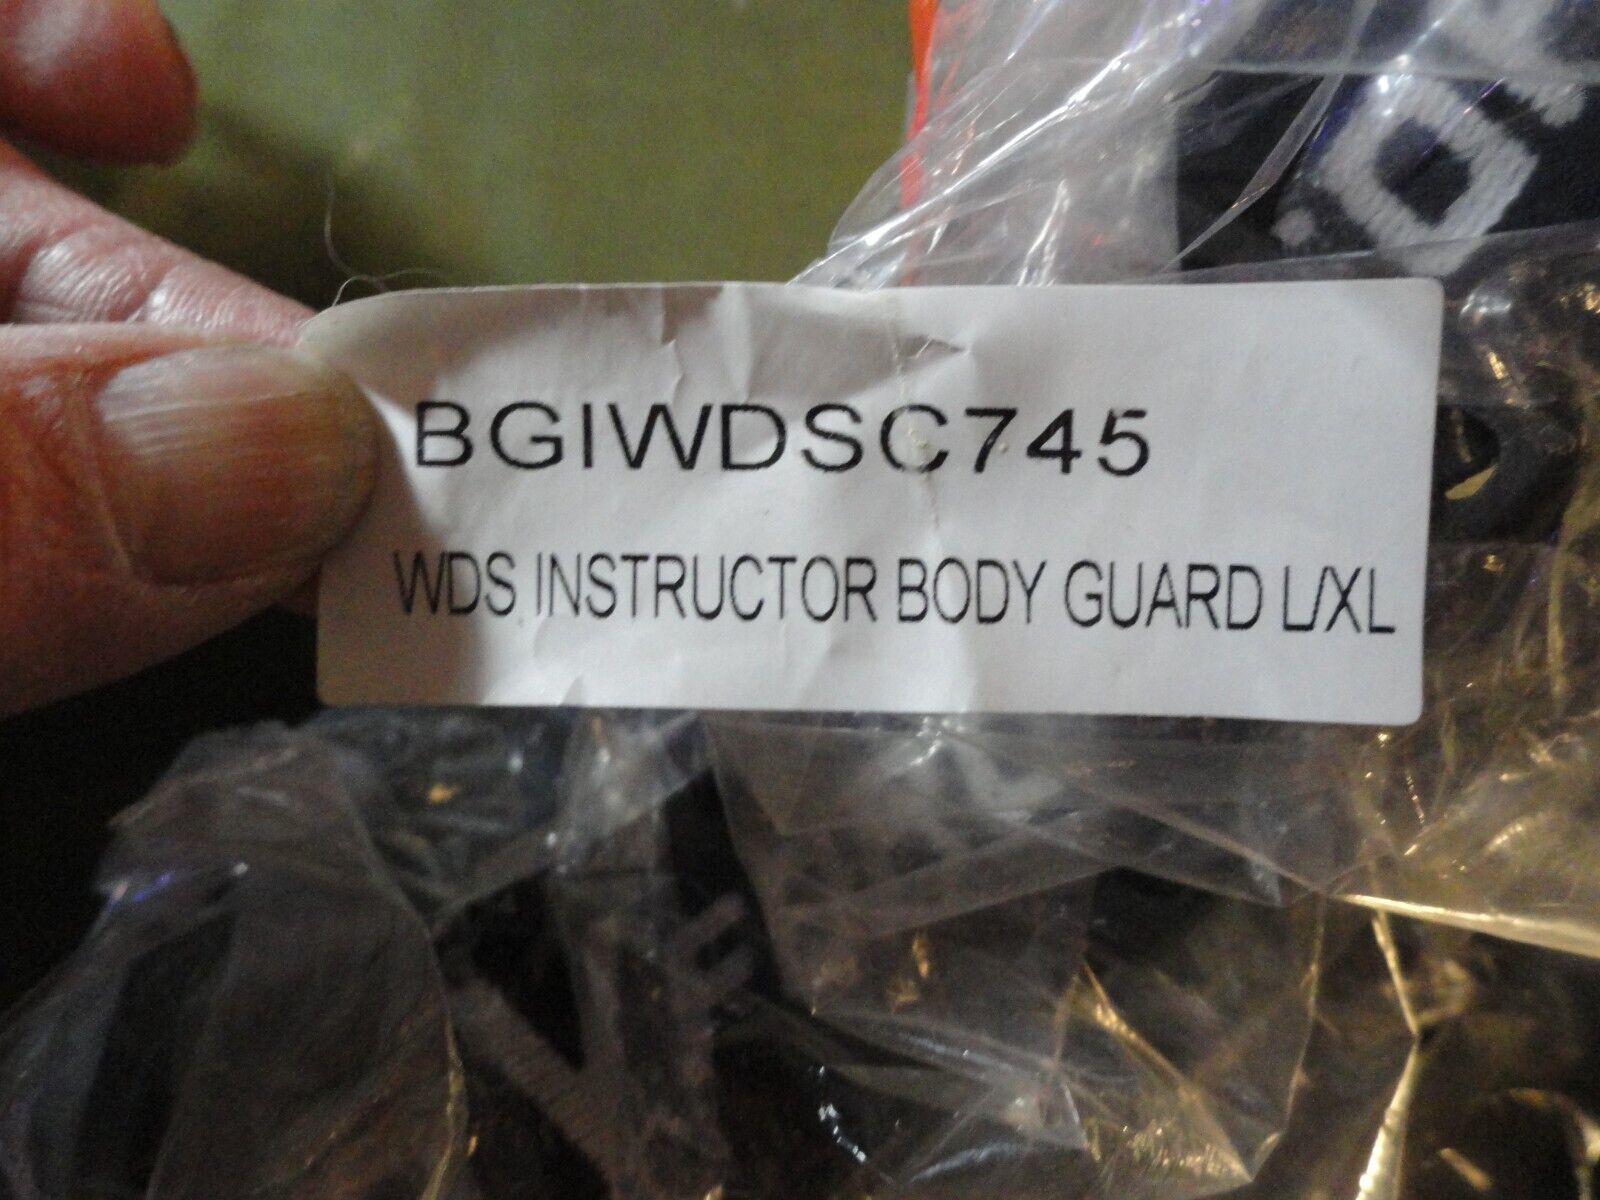 BGIWDSC745
WDS INSTRUCTOR BODY GUARD L/XL